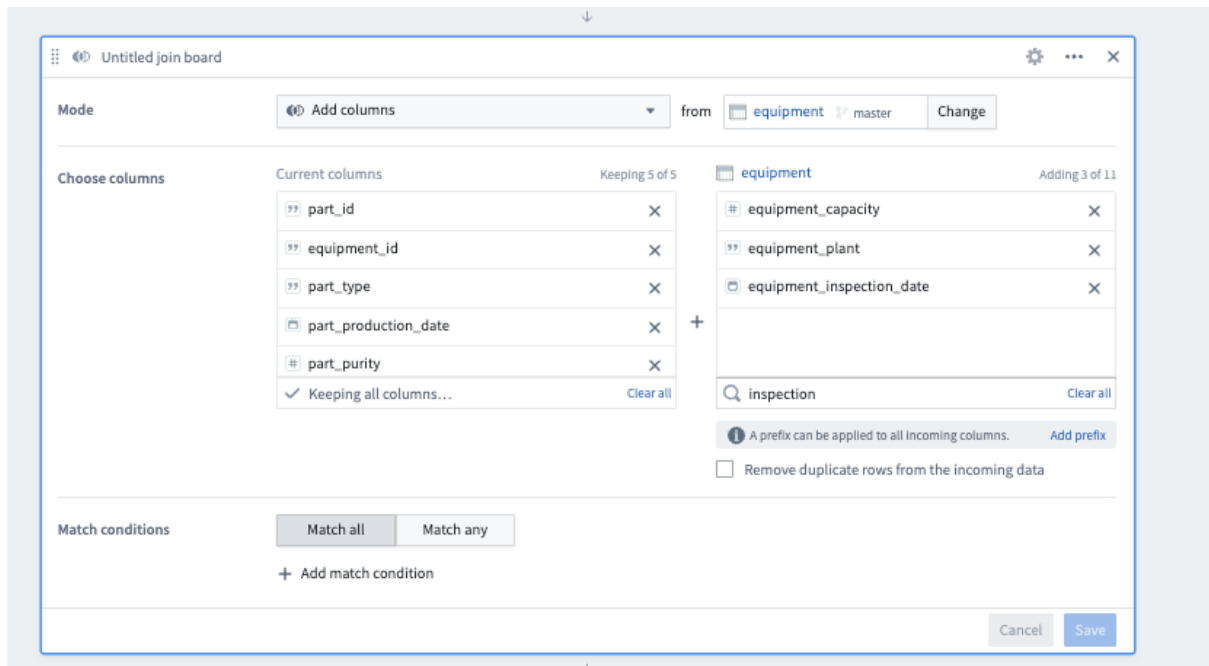 Untitled join board
Mode
Add columns
from
equipment master
Change
Choose columns
Current columns
Keeping 5 of 5
equipment
Adding 3 of 11
part_id
equipment_id
part_type
part_production_date
part_purity
Keeping all columns...
Clear all
equipment_capacity
equipment_plant
equipment_inspection_date
inspection
Clear all
A prefix can be applied to all incoming columns.
Add prefix
Remove duplicate rows from the incoming data
Match conditions
Match all
Match any
Add match condition
Cancel
Save